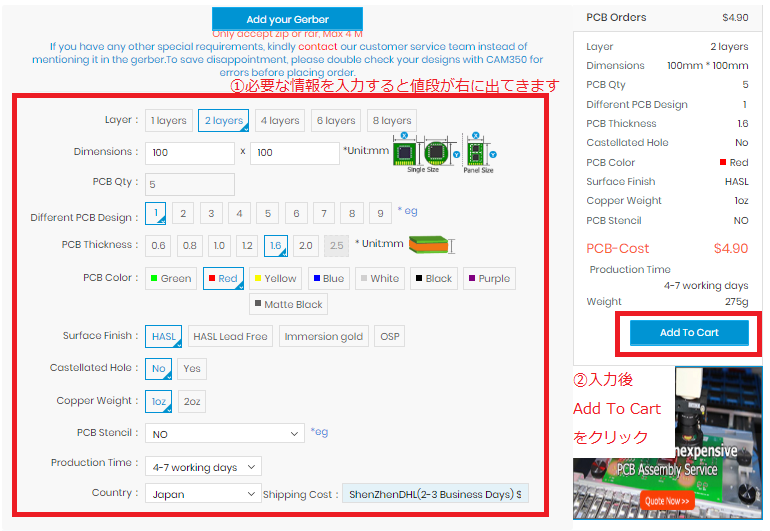 Add your Gerber
Only accept zip or rar, Max 4 M
If you have any other special requirements, kindly contact our customer service team instead of
mentioning it in the gerber.To save disappointment, please double check your designs with CAM350 for
errors before placing order.
①必要な情報を入力すると値段が右に出てきます
Layer : 1 layers 2 layers 4 layers 6 layers 8 layers
Dimensions : 100 x 100 *Unit:mm
X X
Y Y
Single Size Panel Size
PCB Qty : 5
Different PCB Design : 1 2 3 4 5 6 7 8 9 * eg
PCB Thickness : 0.6 0.8 1.0 1.2 1.6 2.0 2.5 * Unit:mm
PCB Color : Green Red Yellow Blue White Black Purple
Matte Black
Surface Finish : HASL HASL Lead Free Immersion gold OSP
Castellated Hole : No Yes
Copper Weight : 1oz 2oz
PCB Stencil : NO *eg
Production Time : 4-7 working days
Country : Japan Shipping Cost : ShenZhenDHL(2-3 Business Days) $
PCB Orders $4.90
Layer 2 layers
Dimensions 100mm * 100mm
PCB Qty 5
Different PCB Design 1
PCB Thickness 1.6
Castellated Hole No
PCB Color Red
Surface Finish HASL
Copper Weight 1oz
PCB Stencil NO
PCB-Cost $4.90
Production Time
4-7 working days
Weight 275g
Add To Cart
②入力後
Add To Cart
をクリック
nexpensive
PCB Assembly Service
Quote Now >>